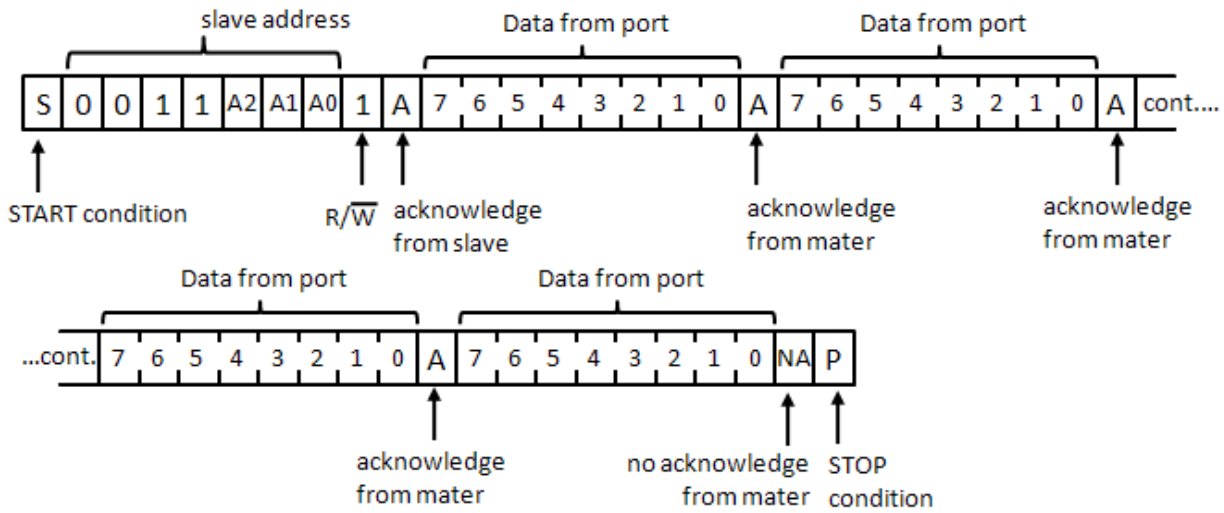 slave address Data from port Data from port
S 0 0 1 1 A2 A1 A0 1 A 7 6 5 4 3 2 1 0 A 7 6 5 4 3 2 1 0 A cont....
START condition R/W̅ acknowledge from slave acknowledge from mater acknowledge from mater
Data from port Data from port
...cont. 7 6 5 4 3 2 1 0 A 7 6 5 4 3 2 1 0 NA P
acknowledge from mater no acknowledge from mater STOP condition